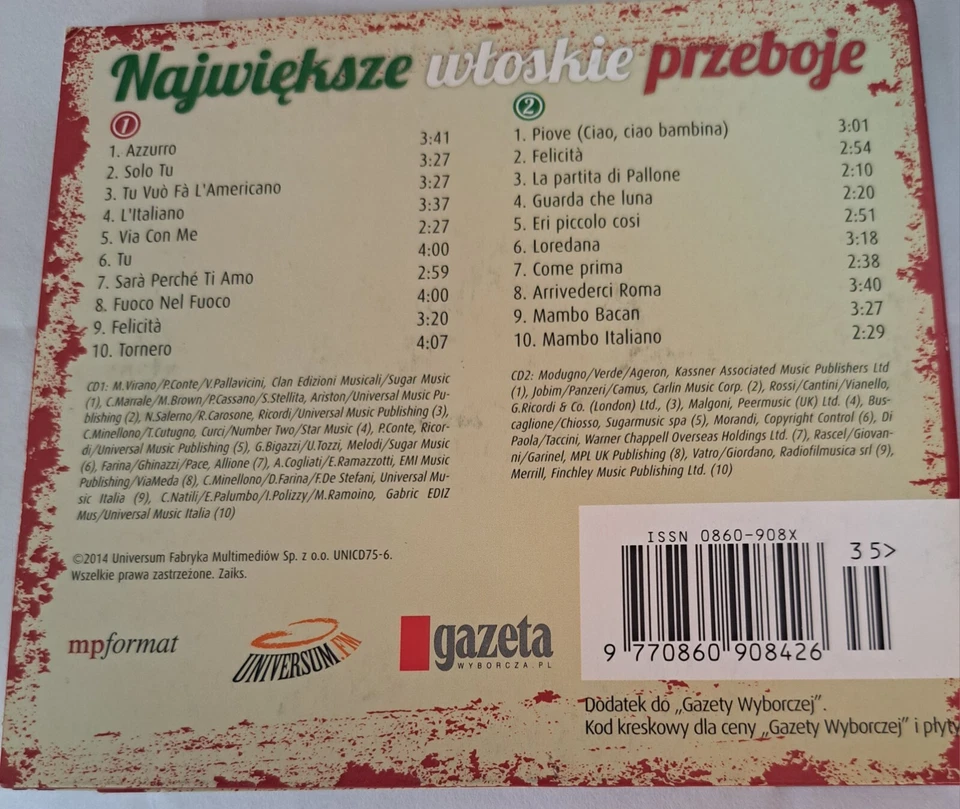 Największe włoskie przeboje
1
1. Azzurro 3:41
2. Solo Tu 3:27
3. Tu Vuò Fà L'Americano 3:27
4. L'Italiano 3:37
5. Via Con Me 2:27
6. Tu 4:00
7. Sarà Perché Ti Amo 2:59
8. Fuoco Nel Fuoco 4:00
9. Felicità 3:20
10. Tornero 4:07
CD1: M.Virano/P.Conte/V.Pallavicini, Clan Edizioni Musicali/Sugar Music
(1), C.Marrale/M.Brown/P.Cassano/S.Stellita, Ariston/Universal Music Pu-
blishing (2), N.Salerno/R.Carosone, Ricordi/Universal Music Publishing (3),
C.Minellono/T.Cutugno, Curci/Number Two/Star Music (4), P.Conte, Ricor-
di/Universal Music Publishing (5), G.Bigazzi/U.Tozzi, Melodi/Sugar Music
(6), Farina/Ghinazzi/Pace, Allione (7), A.Cogliati/E.Ramazzotti, EMI Music
Publishing/ViaMeda (8), C.Minellono/D.Farina/F.De Stefani, Universal Mu-
sic Italia (9), C.Natili/E.Palumbo/I.Polizzy/M.Ramoino, Gabric EDIZ
Mus/Universal Music Italia (10)
2
1. Piove (Ciao, ciao bambina) 3:01
2. Felicità 2:54
3. La partita di Pallone 2:10
4. Guarda che luna 2:20
5. Eri piccolo cosi 2:51
6. Loredana 3:18
7. Come prima 2:38
8. Arrivederci Roma 3:40
9. Mambo Bacan 3:27
10. Mambo Italiano 2:29
CD2: Modugno/Verde/Ageron, Kassner Associated Music Publishers Ltd
(1), Jobim/Panzeri/Camus, Carlin Music Corp. (2), Rossi/Cantini/Vianello,
G.Ricordi & Co. (London) Ltd., (3), Malgoni, Peermusic (UK) Ltd. (4), Bus-
caglione/Chiosso, Sugarmusic spa (5), Morandi, Copyright Control (6), Di
Paola/Taccini, Warner Chappell Overseas Holdings Ltd. (7), Rascel/Giovan-
ni/Garinel, MPL UK Publishing (8), Vatro/Giordano, Radiofilmusica srl (9),
Merrill, Finchley Music Publishing Ltd. (10)
©2014 Universum Fabryka Multimediów Sp. z o.o. UNICD75-6.
Wszelkie prawa zastrzeżone. Zaiks.
mpformat
UNIVERSUM FM
gazeta
WYBORCZA.PL
ISSN 0860-908X
35>
9 770860 908426
Dodatek do „Gazety Wyborczej”.
Kod kreskowy dla ceny „Gazety Wyborczej” i płyty